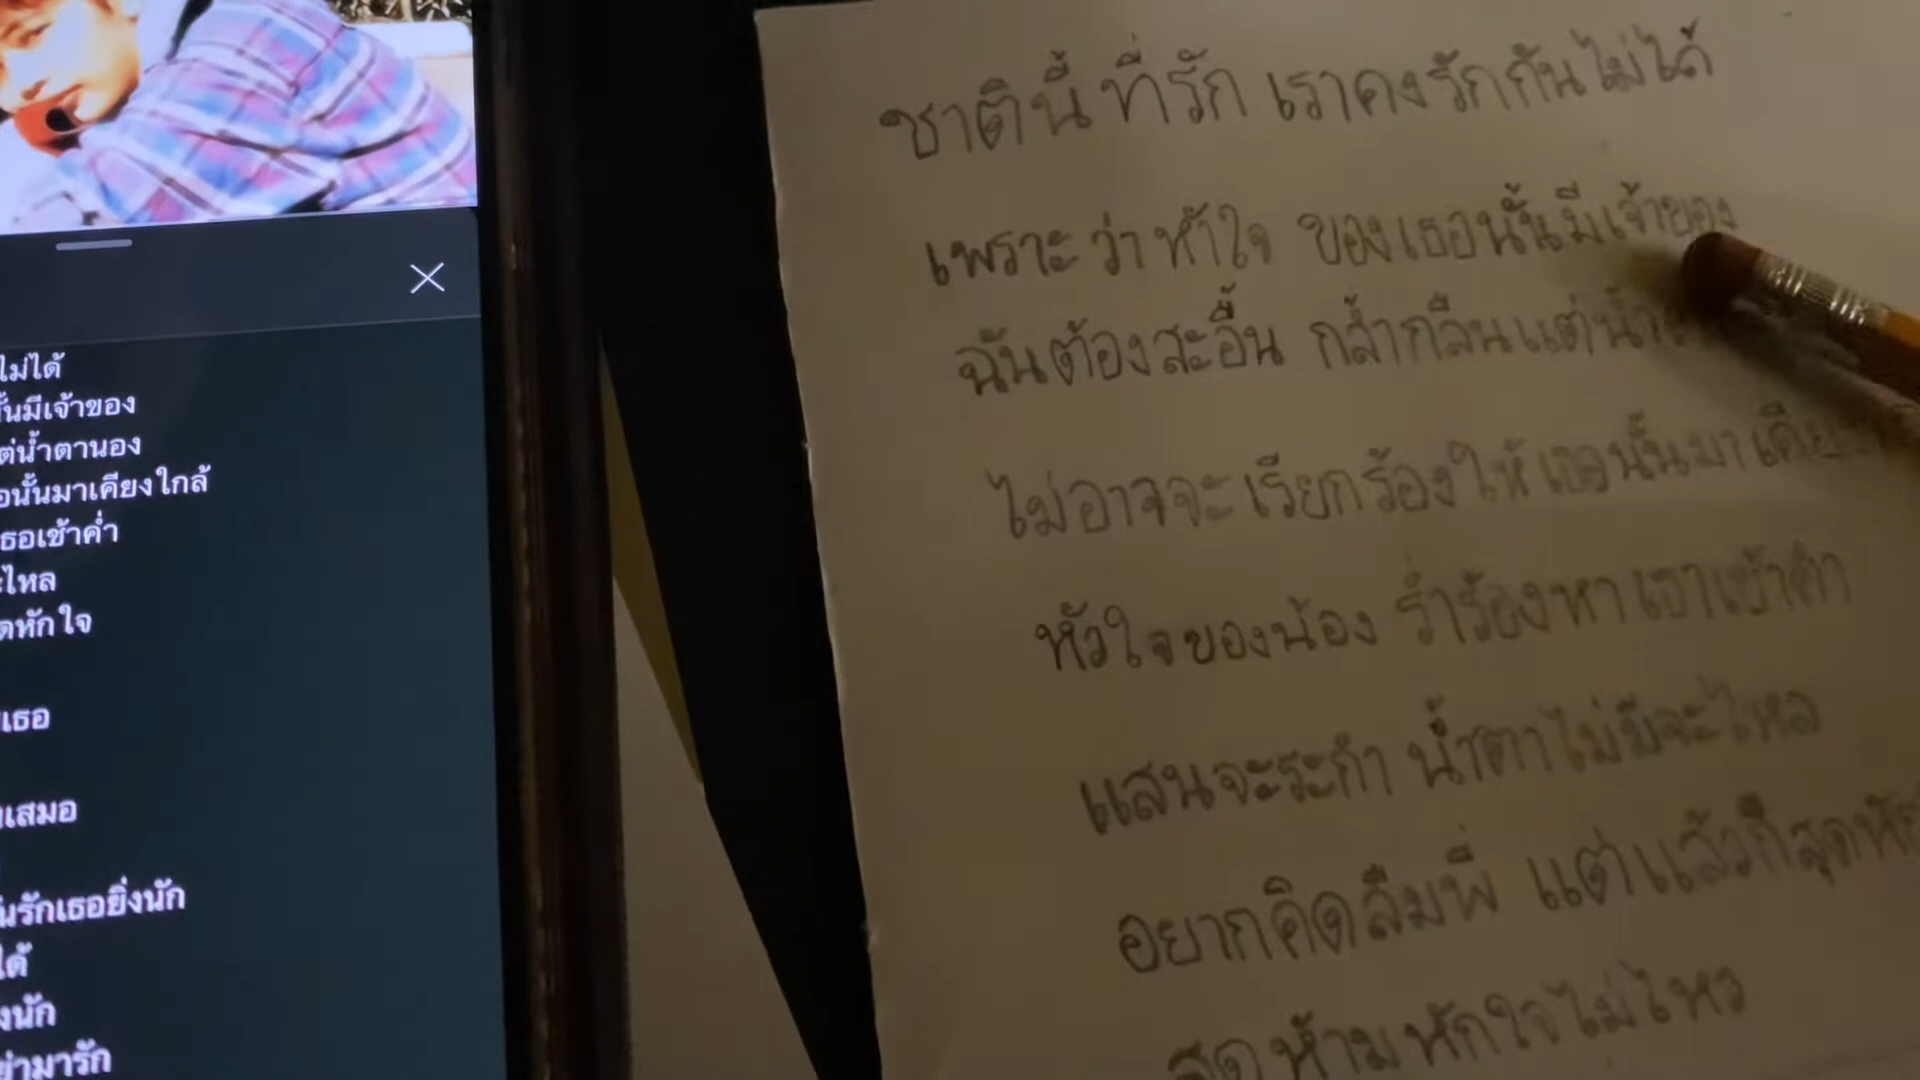 ไม่ได้
ั้นมีเจ้าของ
ต่น้ำตานอง
อนั้นมาเคียงใกล้
ธอเช้าค่ำ
ะไหล
ดหักใจ
เธอ
เสมอ
นรักเธอยิ่งนัก
ได้
งนัก
ย่ามารัก
ชาตินี้ ที่รัก เราคงรักกันไม่ได้
เพราะว่าหัวใจ ของเธอนั้นมีเจ้าของ
ฉันต้องสะอื้น กล้ำกลืนแต่น้ำ
ไม่อาจจะเรียกร้องให้เธอนั้นมาเคีย
หัวใจของน้อง ร่ำร้องหาเธอเช้าค่ำ
แสนจะระกำ น้ำตาไม่มีจะไหล
อยากคิดลืมพี่ แต่แล้วก็สุดหัก
สุดห้ามหักใจไม่ไหว